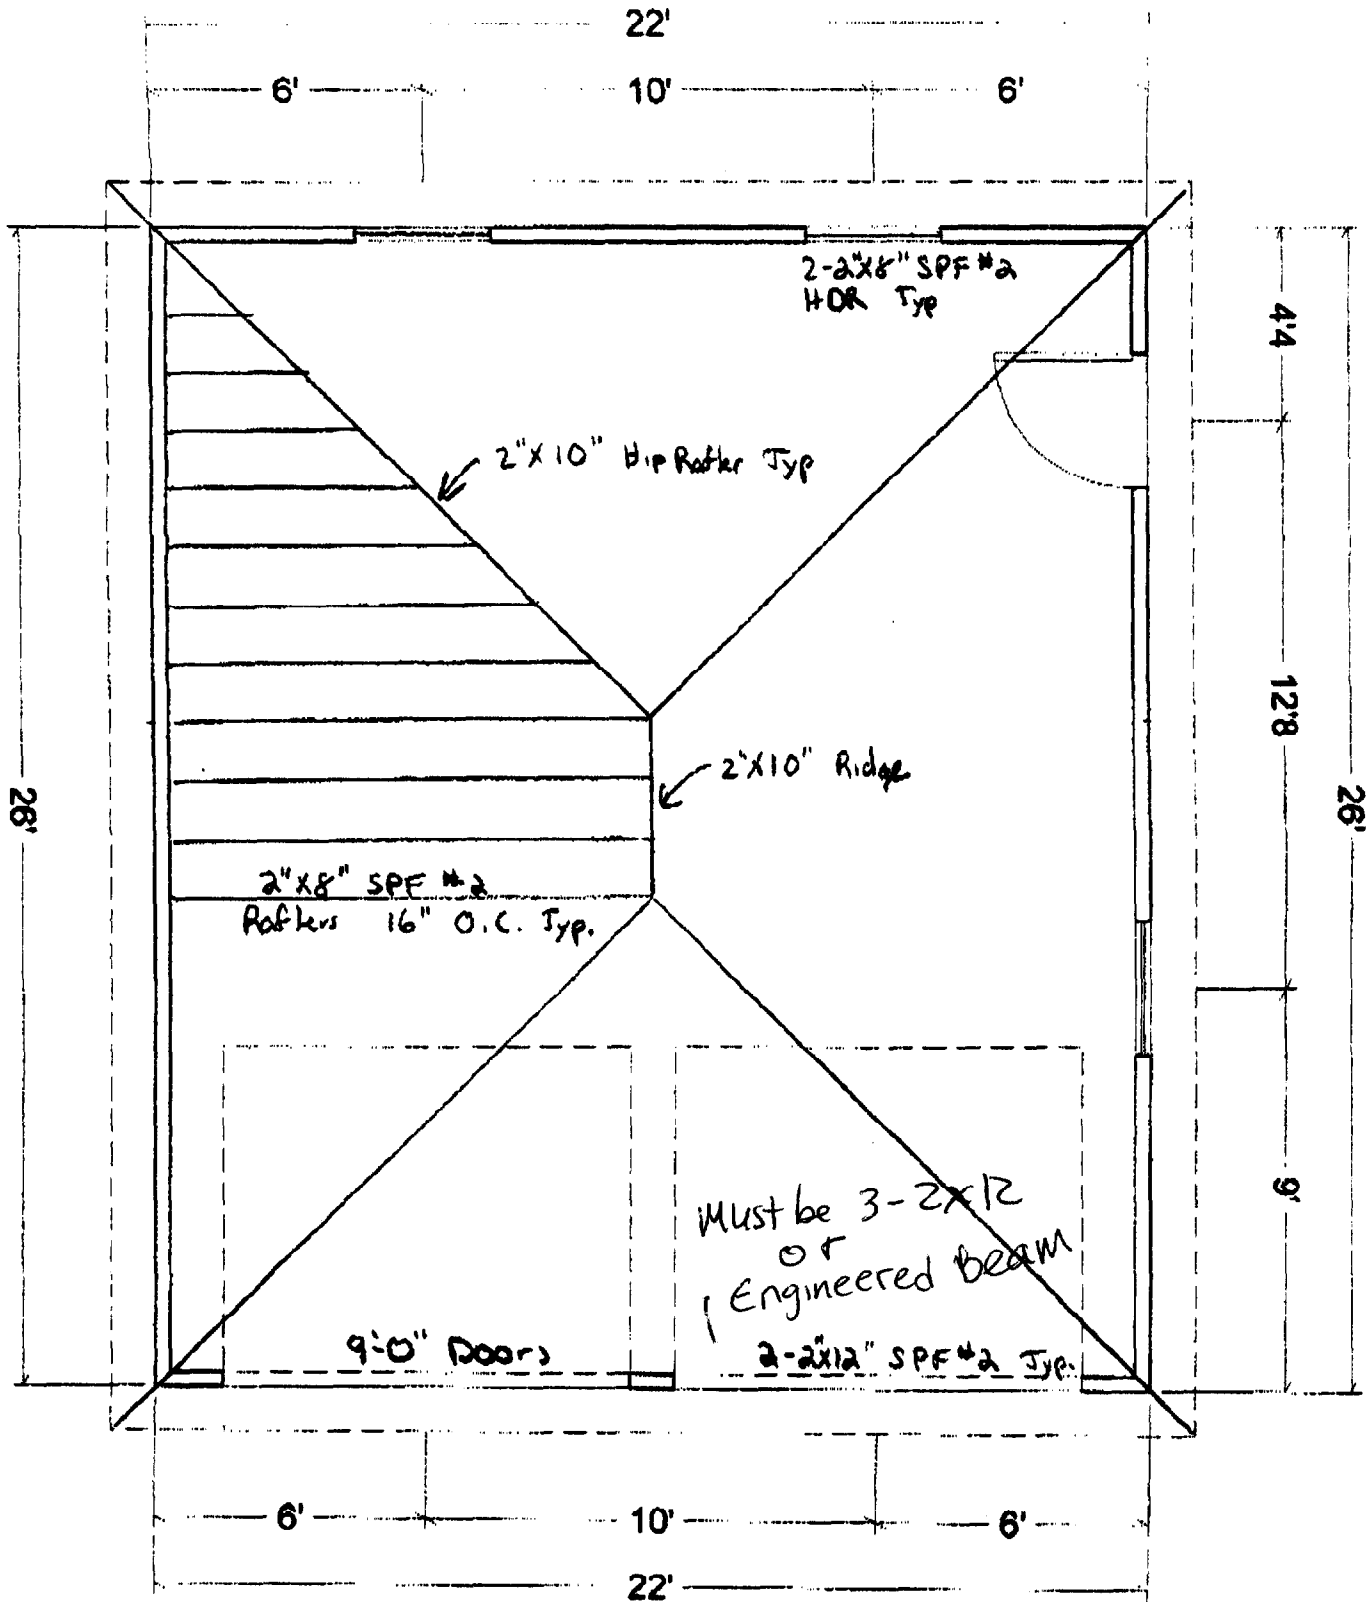 22'
6' 10' 6'
2-2"X8" SPF #2
HDR Typ
4'4
2"X10" Hip Rafter Typ
12'8
2"X10" Ridge
26'
26'
2"X8" SPF #2
Rafters 16" O.C. Typ.
9'
Must be 3-2x12
or
Engineered Beam
9'-0" Doors
2-2"X12" SPF #2 Typ.
6' 10' 6'
22'